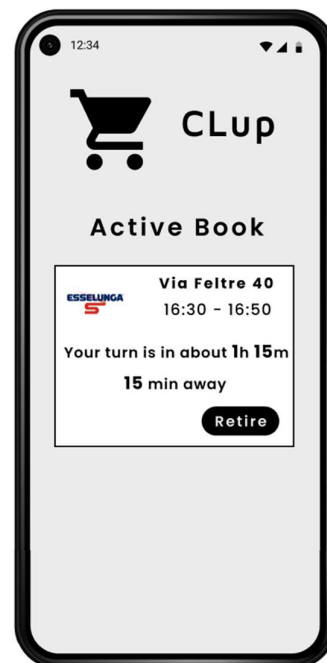 12:34
CLup
Active Book
ESSELUNGA
Via Feltre 40
16:30 - 16:50
Your turn is in about 1h 15m
15 min away
Retire